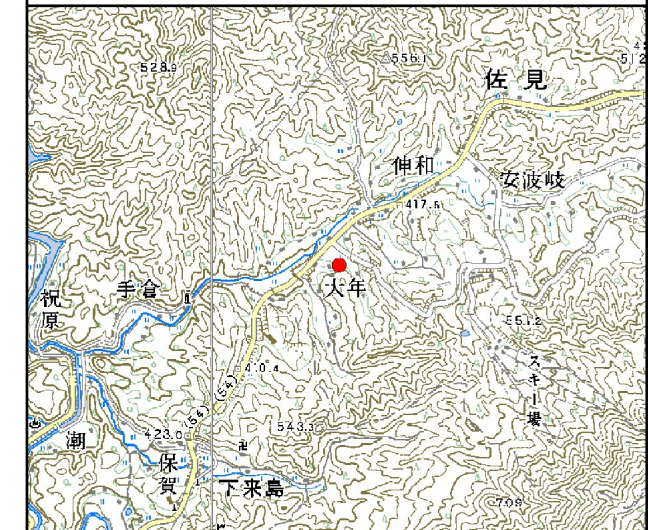 556.1
528.9
佐見
伸和
安波岐
417.5
大年
手倉
祝原
551.2
スキー場
410.4
(54)
(54)
543.3
423.0
潮
保賀
下来島
709